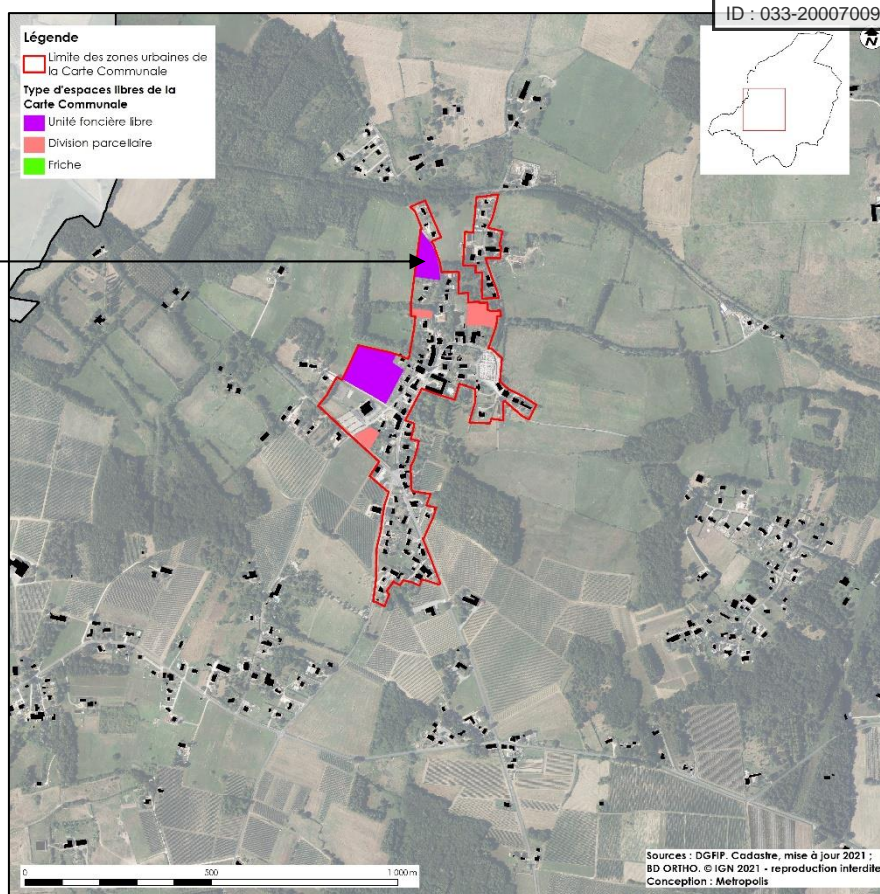 ID : 033-20007009
N
Légende
Limite des zones urbaines de
la Carte Communale
Type d'espaces libres de la
Carte Communale
Unité foncière libre
Division parcellaire
Friche
0 500 1 000 m
Sources : DGFIP. Cadastre, mise à jour 2021 ;
BD ORTHO. © IGN 2021 - reproduction interdite
Conception : Metropolis